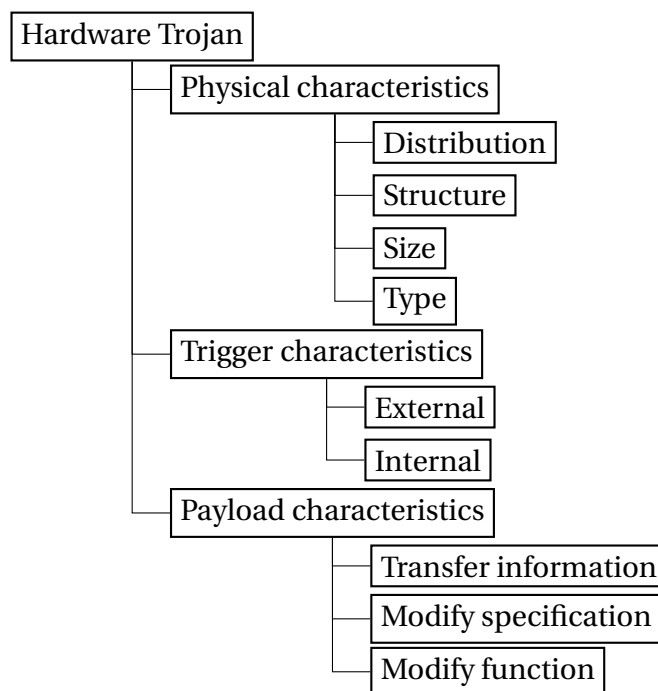 Hardware Trojan
Physical characteristics
Distribution
Structure
Size
Type
Trigger characteristics
External
Internal
Payload characteristics
Transfer information
Modify specification
Modify function